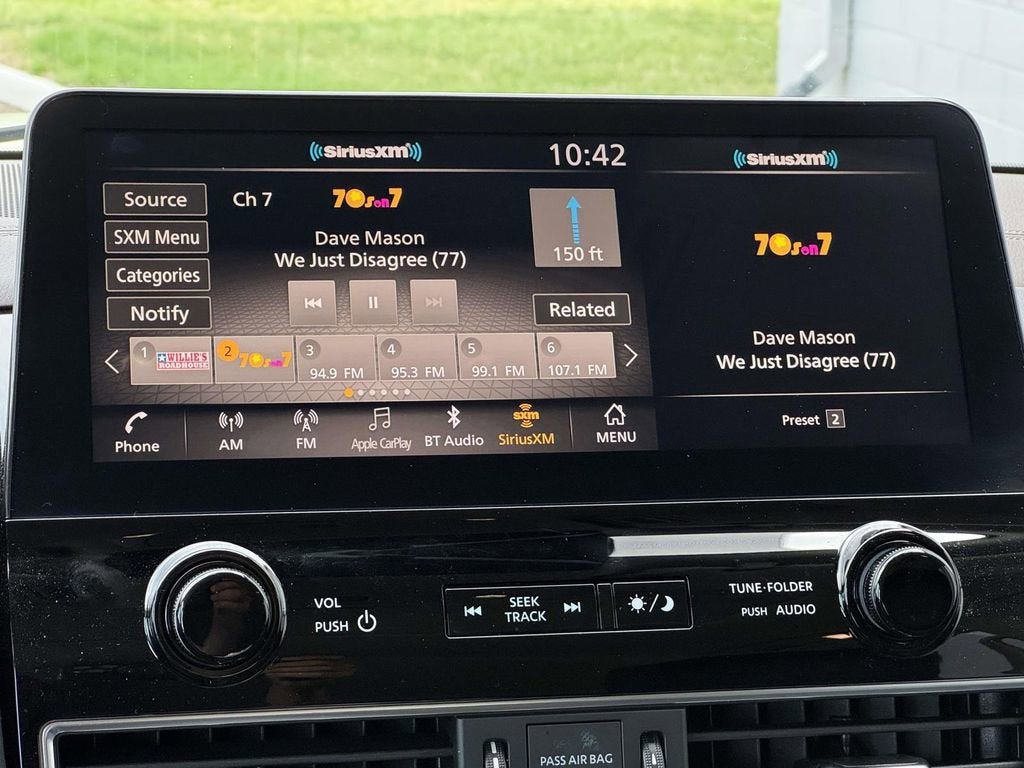 SiriusXM
10:42
SiriusXM
Source
Ch 7
70s on 7
SXM Menu
Dave Mason
We Just Disagree (77)
150 ft
70s on 7
Categories
Notify
Related
Dave Mason
We Just Disagree (77)
1
WILLIE'S
ROADHOUSE
2
70s on 7
3
94.9 FM
4
95.3 FM
5
99.1 FM
6
107.1 FM
Preset 2
Phone
AM
FM
Apple CarPlay
BT Audio
sxm
SiriusXM
MENU
VOL
PUSH
SEEK
TRACK
TUNE·FOLDER
PUSH AUDIO
PASS AIR BAG